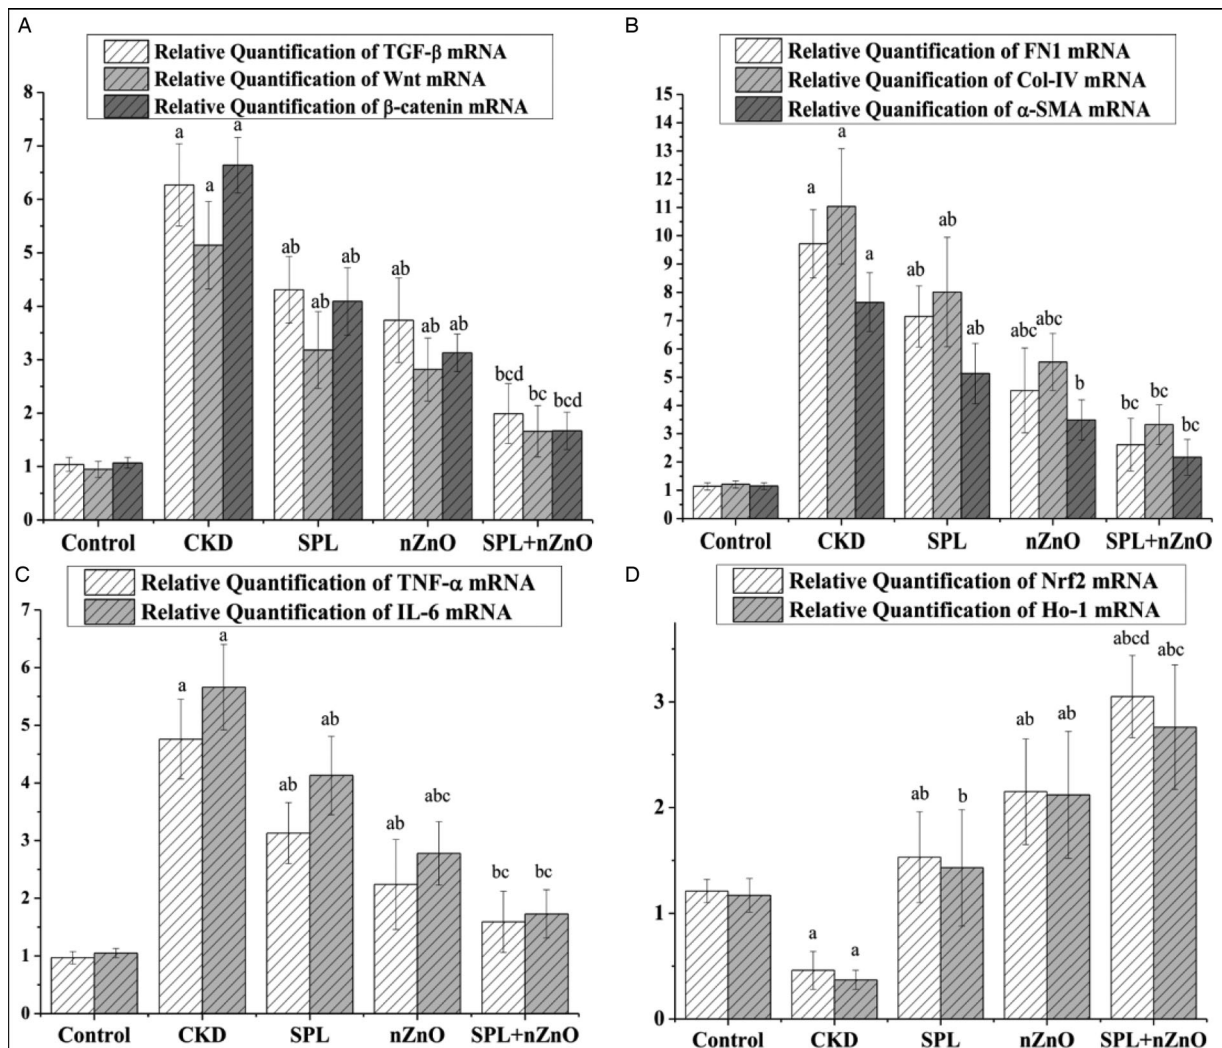 A
Relative Quantification of TGF-β mRNA
Relative Quantification of Wnt mRNA
Relative Quantification of β-catenin mRNA
8
7
6
5
4
3
2
1
0
a
a
a
ab
ab
ab
ab
ab
ab
bcd
bc
bcd
Control CKD SPL nZnO SPL+nZnO
B
Relative Quantification of FN1 mRNA
Relative Quanification of Col-IV mRNA
Relative Quanification of α-SMA mRNA
15
14
13
12
11
10
9
8
7
6
5
4
3
2
1
0
a
a
a
ab
ab
ab
abc
abc
b
bc
bc
bc
Control CKD SPL nZnO SPL+nZnO
C
Relative Quantification of TNF-α mRNA
Relative Quantification of IL-6 mRNA
7
6
5
4
3
2
1
0
a
a
ab
ab
ab
abc
bc
bc
Control CKD SPL nZnO SPL+nZnO
D
Relative Quantification of Nrf2 mRNA
Relative Quantification of Ho-1 mRNA
3
2
1
0
a
a
ab
b
ab
ab
abcd
abc
Control CKD SPL nZnO SPL+nZnO